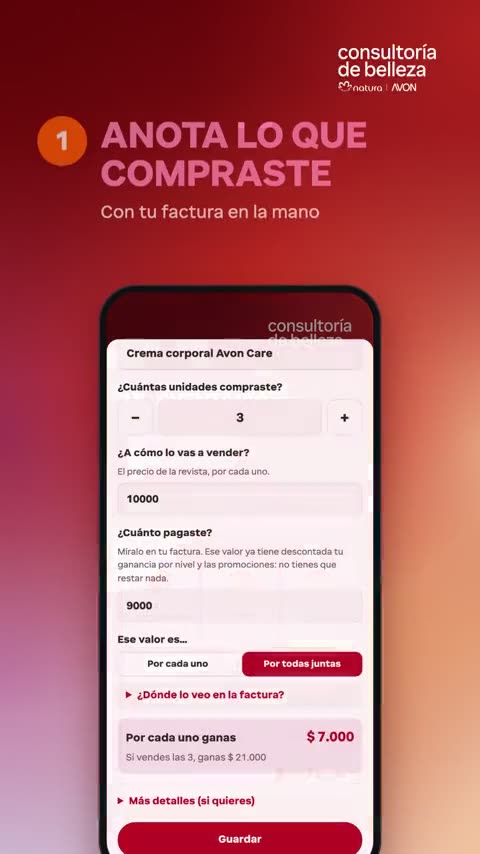 consultoría
de belleza
natura | AVON
1 ANOTA LO QUE
COMPRASTE
Con tu factura en la mano
consultoría
de belleza
Crema corporal Avon Care
¿Cuántas unidades compraste?
− 3 +
¿A cómo lo vas a vender?
El precio de la revista, por cada uno.
10000
¿Cuánto pagaste?
Míralo en tu factura. Ese valor ya tiene descontada tu
ganancia por nivel y las promociones: no tienes que
restar nada.
9000
Ese valor es...
Por cada uno Por todas juntas
▶ ¿Dónde lo veo en la factura?
Por cada uno ganas $ 7.000
Si vendes las 3, ganas $ 21.000
▶ Más detalles (si quieres)
Guardar